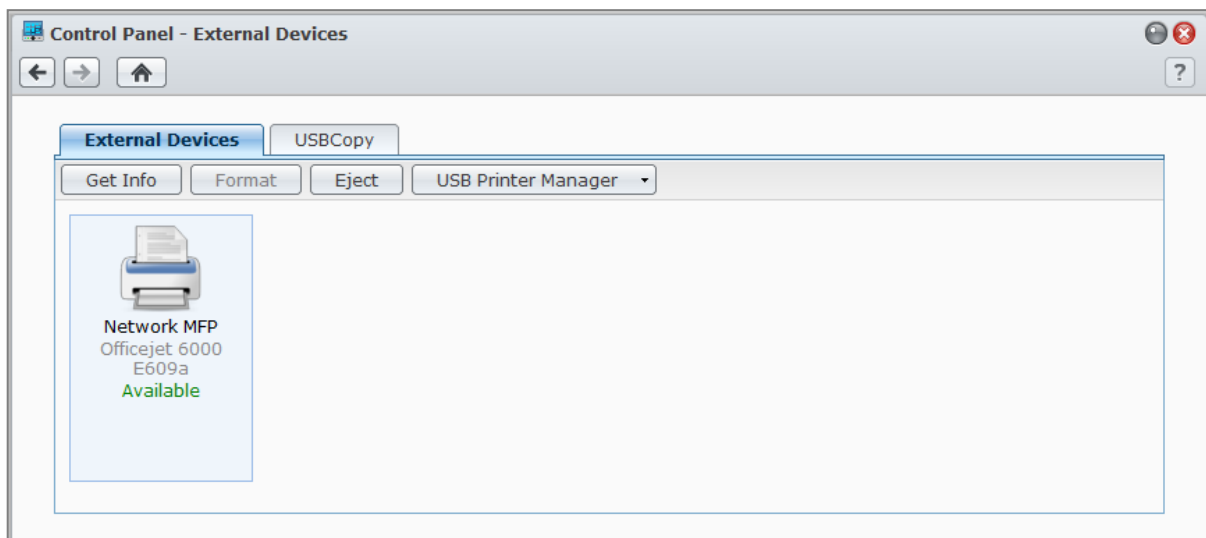 Control Panel - External Devices
?
External Devices USBCopy
Get Info Format Eject USB Printer Manager
Network MFP
Officejet 6000
E609a
Available